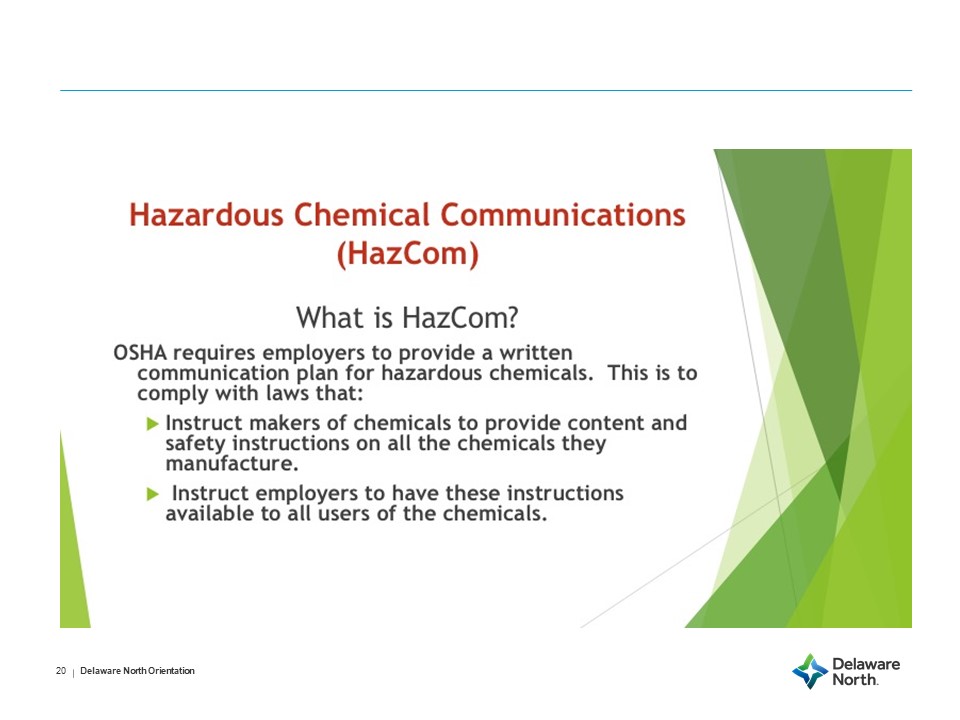 Hazardous Chemical Communications
(HazCom)
What is HazCom?
OSHA requires employers to provide a written
communication plan for hazardous chemicals.  This is to
comply with laws that:
Instruct makers of chemicals to provide content and
safety instructions on all the chemicals they
manufacture.
Instruct employers to have these instructions
available to all users of the chemicals.
20 | Delaware North Orientation
Delaware
North.